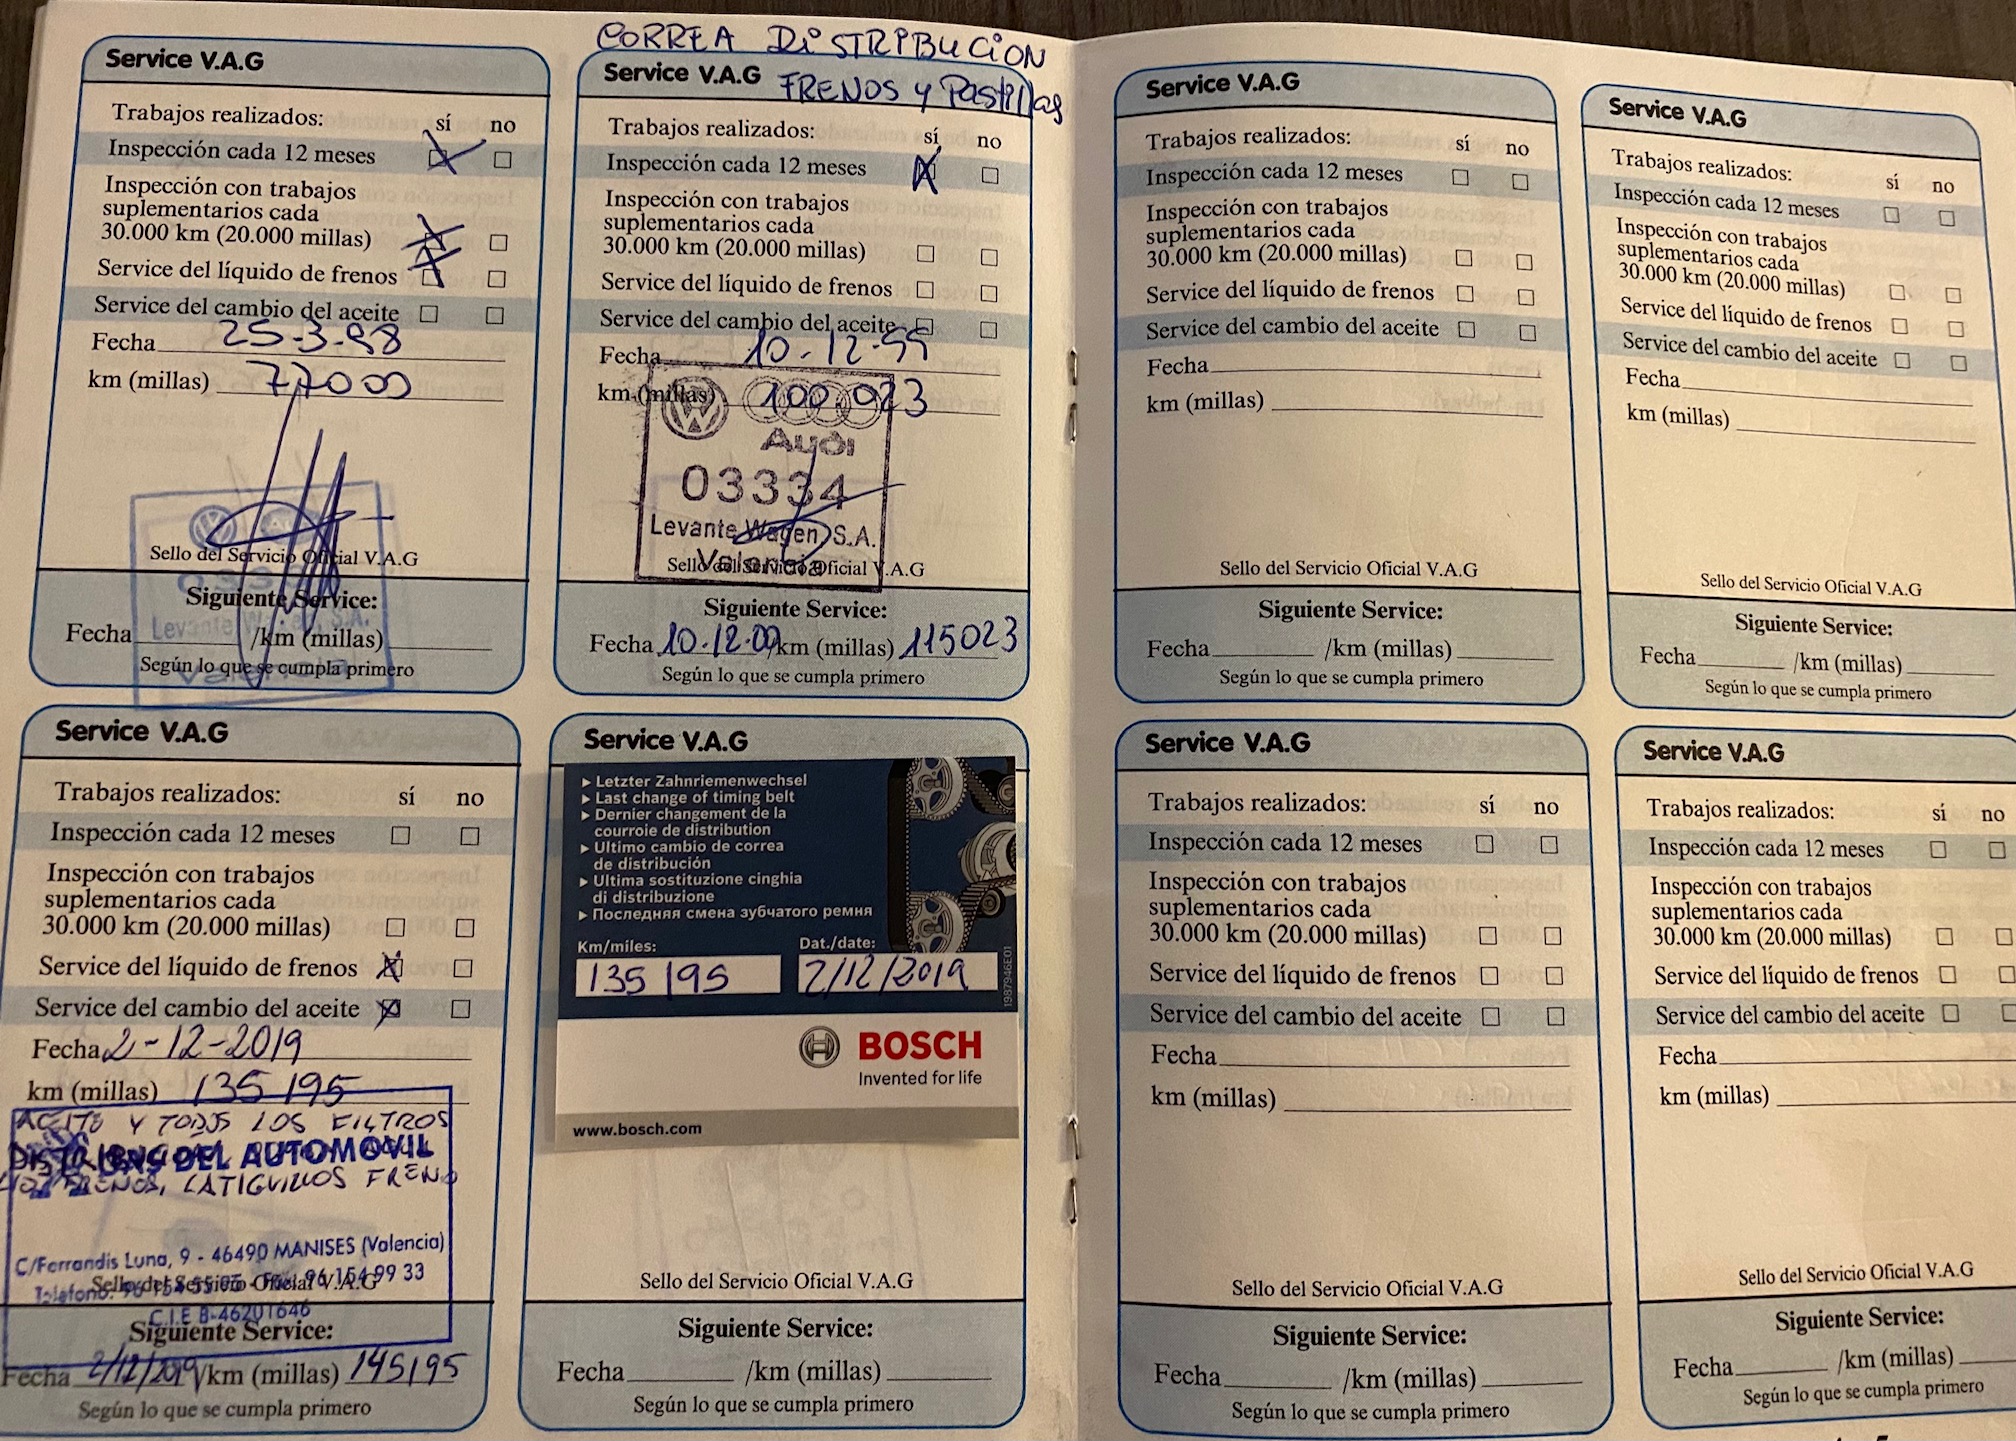 CORREA DISTRIBUCION
FRENOS Y Pastillas
Service V.A.G
Trabajos realizados:
sí no
Inspección cada 12 meses
Inspección con trabajos
suplementarios cada
30.000 km (20.000 millas)
Service del líquido de frenos
Service del cambio del aceite
Fecha 25-3-98
km (millas) 77000
Sello del Servicio Oficial V.A.G
Levante Wagen, S.A.
Siguiente Service:
Fecha /km (millas)
Según lo que se cumpla primero
Service V.A.G
Trabajos realizados:
sí no
Inspección cada 12 meses
Inspección con trabajos
suplementarios cada
30.000 km (20.000 millas)
Service del líquido de frenos
Service del cambio del aceite
Fecha 10-12-99
km (millas) 100 023
Audi
03334
Levante Wagen, S.A.
Valencia
Sello del Servicio Oficial V.A.G
Siguiente Service:
Fecha 10-12-00/km (millas) 115023
Según lo que se cumpla primero
Service V.A.G
Trabajos realizados:
sí no
Inspección cada 12 meses
Inspección con trabajos
suplementarios cada
30.000 km (20.000 millas)
Service del líquido de frenos
Service del cambio del aceite
Fecha
km (millas)
Sello del Servicio Oficial V.A.G
Siguiente Service:
Fecha /km (millas)
Según lo que se cumpla primero
Service V.A.G
Trabajos realizados:
sí no
Inspección cada 12 meses
Inspección con trabajos
suplementarios cada
30.000 km (20.000 millas)
Service del líquido de frenos
Service del cambio del aceite
Fecha
km (millas)
Sello del Servicio Oficial V.A.G
Siguiente Service:
Fecha /km (millas)
Según lo que se cumpla primero
Service V.A.G
Trabajos realizados:
sí no
Inspección cada 12 meses
Inspección con trabajos
suplementarios cada
30.000 km (20.000 millas)
Service del líquido de frenos
Service del cambio del aceite
Fecha 2-12-2019
km (millas) 135195
ACEITE Y TODOS LOS FILTROS
DEL AUTOMOVIL
FRENOS, LATIGUILLOS FRENO
C/Ferrandis Luna, 9 - 46490 MANISES (Valencia)
Sello del Servicio Oficial V.A.G
C.I.F B-46201646
Siguiente Service:
Fecha 2/12/2019/km (millas) 145195
Según lo que se cumpla primero
Service V.A.G
Letzter Zahnriemenwechsel
Last change of timing belt
Dernier changement de la
courroie de distribution
Ultimo cambio de correa
de distribución
Ultima sostituzione cinghia
di distribuzione
Последняя смена зубчатого ремня
Km/miles: Dat./date:
135195 2/12/2019
1987946E01
BOSCH
Invented for life
www.bosch.com
Sello del Servicio Oficial V.A.G
Siguiente Service:
Fecha /km (millas)
Según lo que se cumpla primero
Service V.A.G
Trabajos realizados:
sí no
Inspección cada 12 meses
Inspección con trabajos
suplementarios cada
30.000 km (20.000 millas)
Service del líquido de frenos
Service del cambio del aceite
Fecha
km (millas)
Sello del Servicio Oficial V.A.G
Siguiente Service:
Fecha /km (millas)
Según lo que se cumpla primero
Service V.A.G
Trabajos realizados:
sí no
Inspección cada 12 meses
Inspección con trabajos
suplementarios cada
30.000 km (20.000 millas)
Service del líquido de frenos
Service del cambio del aceite
Fecha
km (millas)
Sello del Servicio Oficial V.A.G
Siguiente Service:
Fecha /km (millas)
Según lo que se cumpla primero